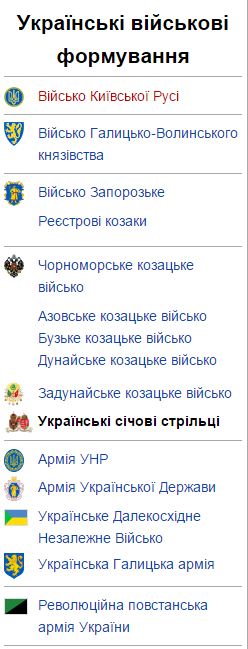 Українські військові
формування
Військо Київської Русі
Військо Галицько-Волинського
князівства
Військо Запорозьке
Реєстрові козаки
Чорноморське козацьке
військо
Азовське козацьке військо
Бузьке козацьке військо
Дунайське козацьке військо
Задунайське козацьке військо
Українські січові стрільці
Армія УНР
Армія Української Держави
Українське Далекосхідне
Незалежне Військо
Українська Галицька армія
Революційна повстанська
армія України